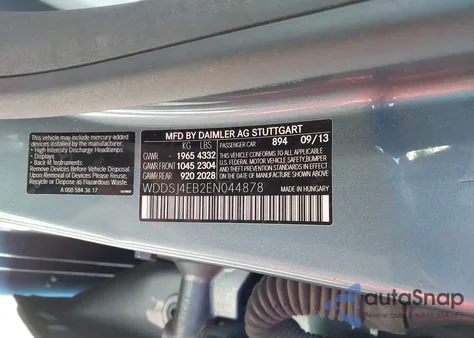 This vehicle may include mercury-added
devices installed by the manufacturer:
• High Intensity Discharge Headlamps
• Displays
• Back lit Instruments
Remove Devices Before Vehicle Disposal.
Upon Removal of Devices Please Reuse,
Recycle or Dispose as Hazardous Waste.
A 000 584 36 17
MFD BY DAIMLER AG STUTTGART
KG LBS
GVWR 1965 4332
GAWR FRONT 1045 2304
GAWR REAR 920 2028
PASSENGER CAR 894 09/13
THIS VEHICLE CONFORMS TO ALL APPLICABLE
U.S. FEDERAL MOTOR VEHICLE SAFETY, BUMPER,
AND THEFT PREVENTION STANDARDS IN EFFECT
ON THE DATE OF MANUFACTURE SHOWN ABOVE.
WDDSJ4EB2EN044878
MADE IN HUNGARY
autoSnap